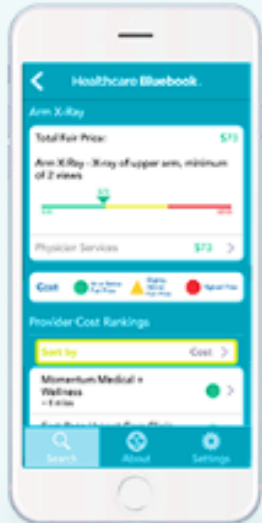 Healthcare Bluebook.
Arm X-Ray
Total Fair Price: $73
Arm X-Ray - X-ray of upper arm, minimum
of 2 views
Physician Services $73
Cost
Provider Cost Rankings
Sort by Cost
Momentum Medical +
Wellness
Search About Settings